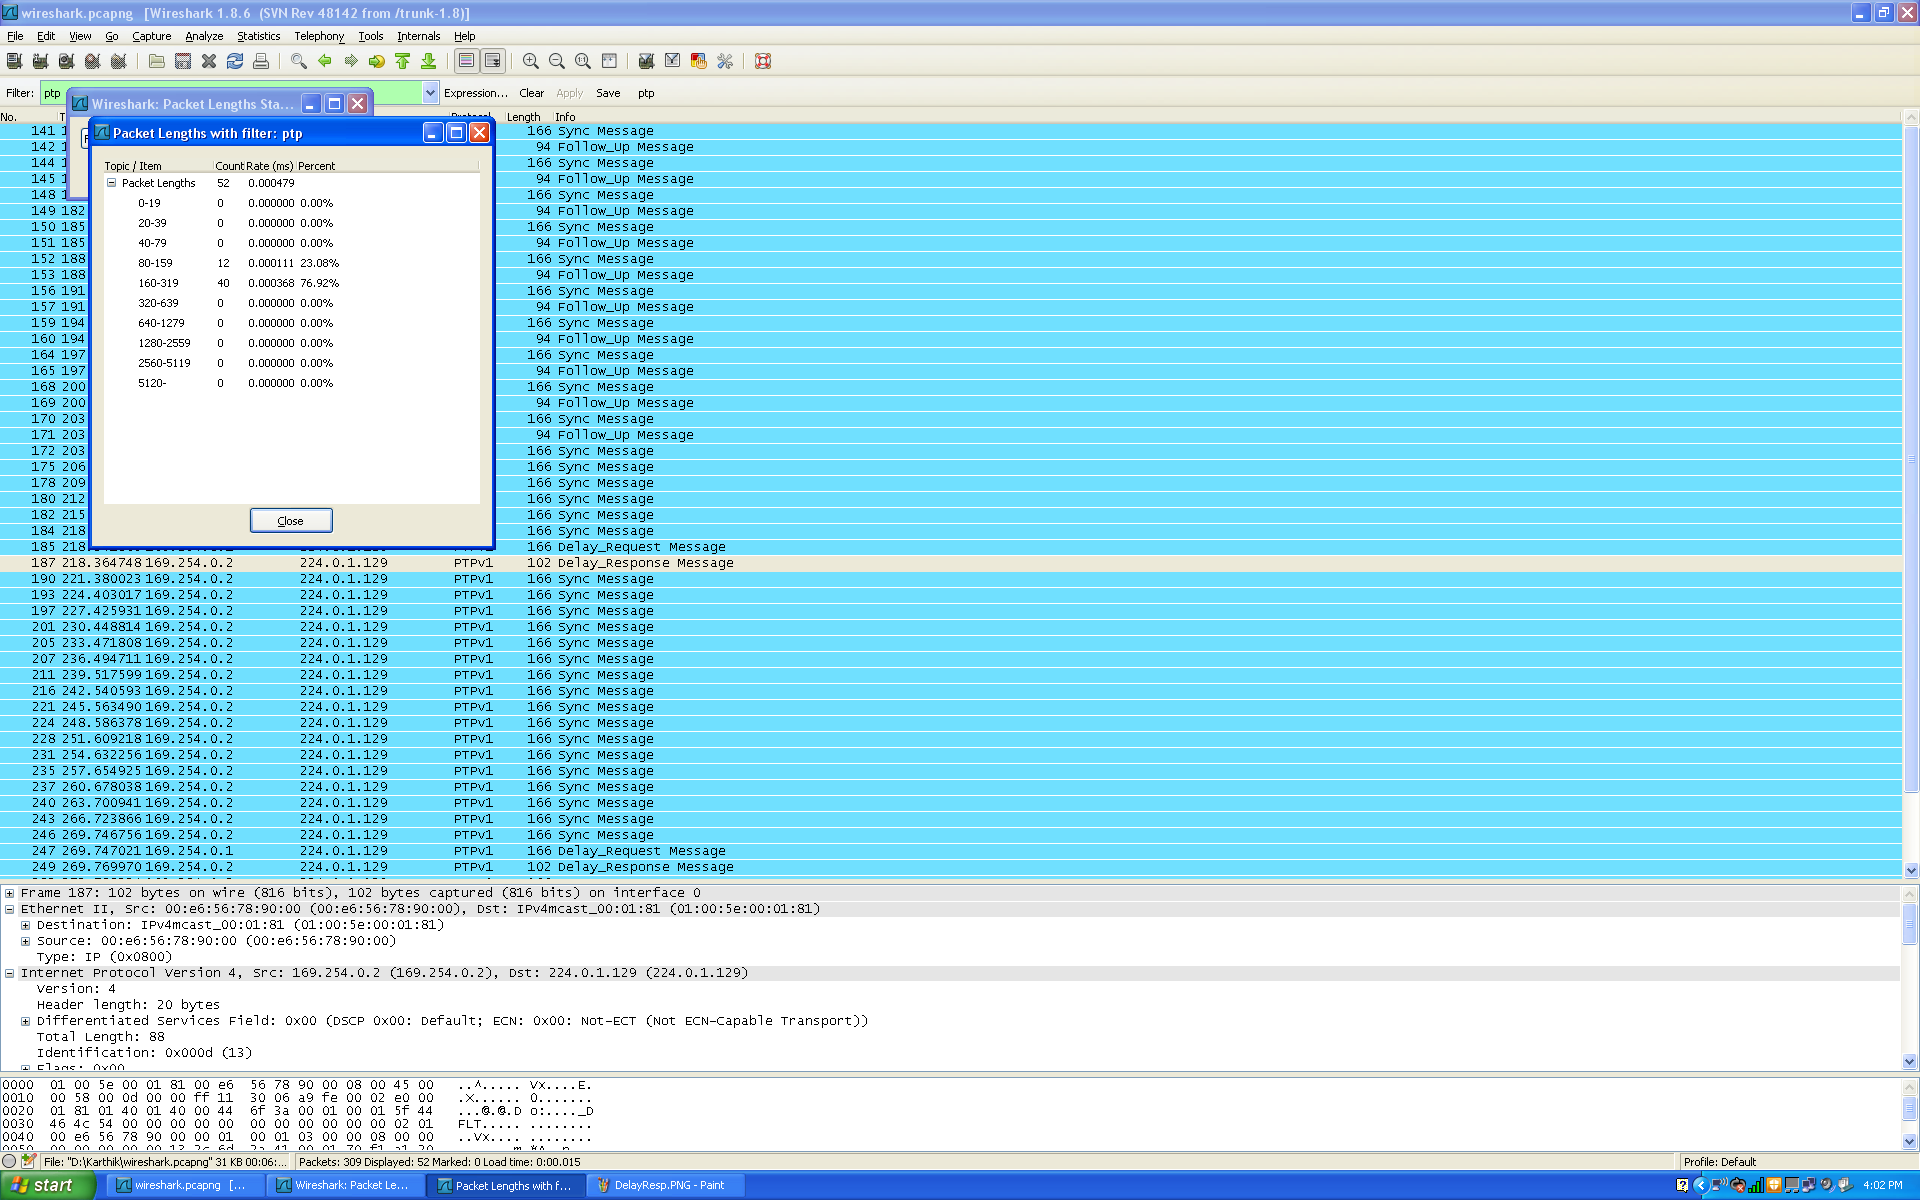 wireshark.pcapng [Wireshark 1.8.6 (SVN Rev 48142 from /trunk-1.8)]
File Edit View Go Capture Analyze Statistics Telephony Tools Internals Help
Filter: ptp Expression... Clear Apply Save ptp
Wireshark: Packet Lengths Sta...
No. Length Info
Packet Lengths with filter: ptp
Topic / Item Count Rate (ms) Percent
Packet Lengths 52 0.000479
0-19 0 0.000000 0.00%
20-39 0 0.000000 0.00%
40-79 0 0.000000 0.00%
80-159 12 0.000111 23.08%
160-319 40 0.000368 76.92%
320-639 0 0.000000 0.00%
640-1279 0 0.000000 0.00%
1280-2559 0 0.000000 0.00%
2560-5119 0 0.000000 0.00%
5120- 0 0.000000 0.00%
Close
141 1 166 Sync Message
142 1 94 Follow_Up Message
144 1 166 Sync Message
145 1 94 Follow_Up Message
148 1 166 Sync Message
149 182 94 Follow_Up Message
150 185 166 Sync Message
151 185 94 Follow_Up Message
152 188 166 Sync Message
153 188 94 Follow_Up Message
156 191 166 Sync Message
157 191 94 Follow_Up Message
159 194 166 Sync Message
160 194 94 Follow_Up Message
164 197 166 Sync Message
165 197 94 Follow_Up Message
168 200 166 Sync Message
169 200 94 Follow_Up Message
170 203 166 Sync Message
171 203 94 Follow_Up Message
172 203 166 Sync Message
175 206 166 Sync Message
178 209 166 Sync Message
180 212 166 Sync Message
182 215 166 Sync Message
184 218 166 Sync Message
185 218 166 Delay_Request Message
187 218.364748 169.254.0.2 224.0.1.129 PTPv1 102 Delay_Response Message
190 221.380023 169.254.0.2 224.0.1.129 PTPv1 166 Sync Message
193 224.403017 169.254.0.2 224.0.1.129 PTPv1 166 Sync Message
197 227.425931 169.254.0.2 224.0.1.129 PTPv1 166 Sync Message
201 230.448814 169.254.0.2 224.0.1.129 PTPv1 166 Sync Message
205 233.471808 169.254.0.2 224.0.1.129 PTPv1 166 Sync Message
207 236.494711 169.254.0.2 224.0.1.129 PTPv1 166 Sync Message
211 239.517599 169.254.0.2 224.0.1.129 PTPv1 166 Sync Message
216 242.540593 169.254.0.2 224.0.1.129 PTPv1 166 Sync Message
221 245.563490 169.254.0.2 224.0.1.129 PTPv1 166 Sync Message
224 248.586378 169.254.0.2 224.0.1.129 PTPv1 166 Sync Message
228 251.609218 169.254.0.2 224.0.1.129 PTPv1 166 Sync Message
231 254.632256 169.254.0.2 224.0.1.129 PTPv1 166 Sync Message
235 257.654925 169.254.0.2 224.0.1.129 PTPv1 166 Sync Message
237 260.678038 169.254.0.2 224.0.1.129 PTPv1 166 Sync Message
240 263.700941 169.254.0.2 224.0.1.129 PTPv1 166 Sync Message
243 266.723866 169.254.0.2 224.0.1.129 PTPv1 166 Sync Message
246 269.746756 169.254.0.2 224.0.1.129 PTPv1 166 Sync Message
247 269.747021 169.254.0.1 224.0.1.129 PTPv1 166 Delay_Request Message
249 269.769970 169.254.0.2 224.0.1.129 PTPv1 102 Delay_Response Message
Frame 187: 102 bytes on wire (816 bits), 102 bytes captured (816 bits) on interface 0
Ethernet II, Src: 00:e6:56:78:90:00 (00:e6:56:78:90:00), Dst: IPv4mcast_00:01:81 (01:00:5e:00:01:81)
Destination: IPv4mcast_00:01:81 (01:00:5e:00:01:81)
Source: 00:e6:56:78:90:00 (00:e6:56:78:90:00)
Type: IP (0x0800)
Internet Protocol Version 4, Src: 169.254.0.2 (169.254.0.2), Dst: 224.0.1.129 (224.0.1.129)
Version: 4
Header length: 20 bytes
Differentiated Services Field: 0x00 (DSCP 0x00: Default; ECN: 0x00: Not-ECT (Not ECN-Capable Transport))
Total Length: 88
Identification: 0x000d (13)
Flags: 0x00
0000 01 00 5e 00 01 81 00 e6 56 78 90 00 08 00 45 00 ..^..... Vx....E.
0010 00 58 00 0d 00 00 ff 11 30 06 a9 fe 00 02 e0 00 .X...... 0.......
0020 01 81 01 40 01 40 00 44 6f 3a 00 01 00 01 5f 44 ...@.@.D o:...._D
0030 46 4c 54 00 00 00 00 00 00 00 00 00 00 00 02 01 FLT..... ........
0040 00 e6 56 78 90 00 00 01 00 01 03 00 00 08 00 00 ..Vx.... ........
File: "D:\Karthik\wireshark.pcapng" 31 KB 00:06:... Packets: 309 Displayed: 52 Marked: 0 Load time: 0:00.015 Profile: Default
start wireshark.pcapng [... Wireshark: Packet Le... Packet Lengths with f... DelayResp.PNG - Paint 4:02 PM